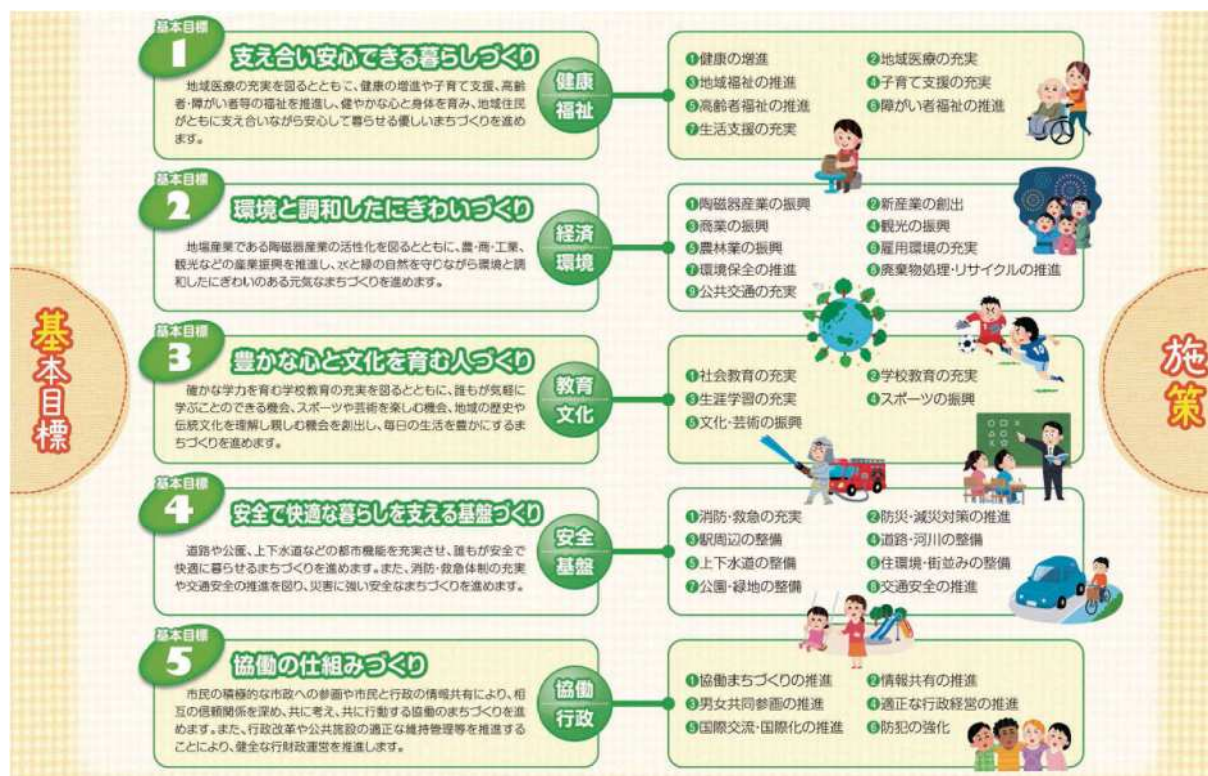 基本目標
基本目標
1
支え合い安心できる暮らしづくり
地域医療の充実を図るとともに、健康の増進や子育て支援、高齢
者・障がい者等の福祉を推進し、健やかな心と身体を育み、地域住民
がともに支え合いながら安心して暮らせる優しいまちづくりを進め
ます。
健康
福祉
❶健康の増進 ❷地域医療の充実
❸地域福祉の推進 ❹子育て支援の充実
❺高齢者福祉の推進 ❻障がい者福祉の推進
❼生活支援の充実
基本目標
2
環境と調和したにぎわいづくり
地場産業である陶磁器産業の活性化を図るとともに、農・商・工業、
観光などの産業振興を推進し、水と緑の自然を守りながら環境と調
和したにぎわいのある元気なまちづくりを進めます。
経済
環境
❶陶磁器産業の振興 ❷新産業の創出
❸商業の振興 ❹観光の振興
❺農林業の振興 ❻雇用環境の充実
❼環境保全の推進 ❽廃棄物処理・リサイクルの推進
❾公共交通の充実
基本目標
3
豊かな心と文化を育む人づくり
確かな学力を育む学校教育の充実を図るとともに、誰もが気軽に
学ぶことのできる機会、スポーツや芸術を楽しむ機会、地域の歴史や
伝統文化を理解し親しむ機会を創出し、毎日の生活を豊かにするま
ちづくりを進めます。
教育
文化
❶社会教育の充実 ❷学校教育の充実
❸生涯学習の充実 ❹スポーツの振興
❺文化・芸術の振興
基本目標
4
安全で快適な暮らしを支える基盤づくり
道路や公園、上下水道などの都市機能を充実させ、誰もが安全で
快適に暮らせるまちづくりを進めます。また、消防・救急体制の充実
や交通安全の推進を図り、災害に強い安全なまちづくりを進めます。
安全
基盤
❶消防・救急の充実 ❷防災・減災対策の推進
❸駅周辺の整備 ❹道路・河川の整備
❺上下水道の整備 ❻住環境・街並みの整備
❼公園・緑地の整備 ❽交通安全の推進
基本目標
5
協働の仕組みづくり
市民の積極的な市政への参画や市民と行政の情報共有により、相
互の信頼関係を深め、共に考え、共に行動する協働のまちづくりを進
めます。また、行政改革や公共施設の適正な維持管理等を推進する
ことにより、健全な行財政運営を推進します。
協働
行政
❶協働まちづくりの推進 ❷情報共有の推進
❸男女共同参画の推進 ❹適正な行政経営の推進
❺国際交流・国際化の推進 ❻防犯の強化
施策